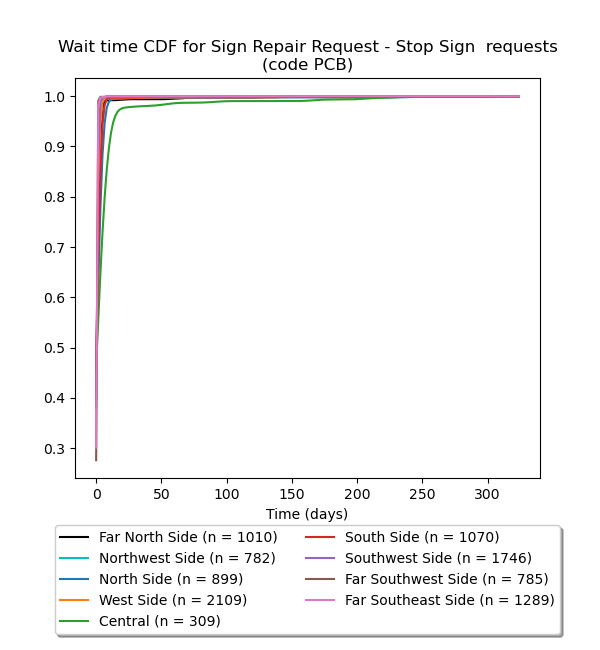 Wait time CDF for Sign Repair Request - Stop Sign  requests
(code PCB)
1.0
0.9
0.8
0.7
0.6
0.5
0.4
0.3
0 50 100 150 200 250 300
Time (days)
Far North Side (n = 1010)
Northwest Side (n = 782)
North Side (n = 899)
West Side (n = 2109)
Central (n = 309)
South Side (n = 1070)
Southwest Side (n = 1746)
Far Southwest Side (n = 785)
Far Southeast Side (n = 1289)